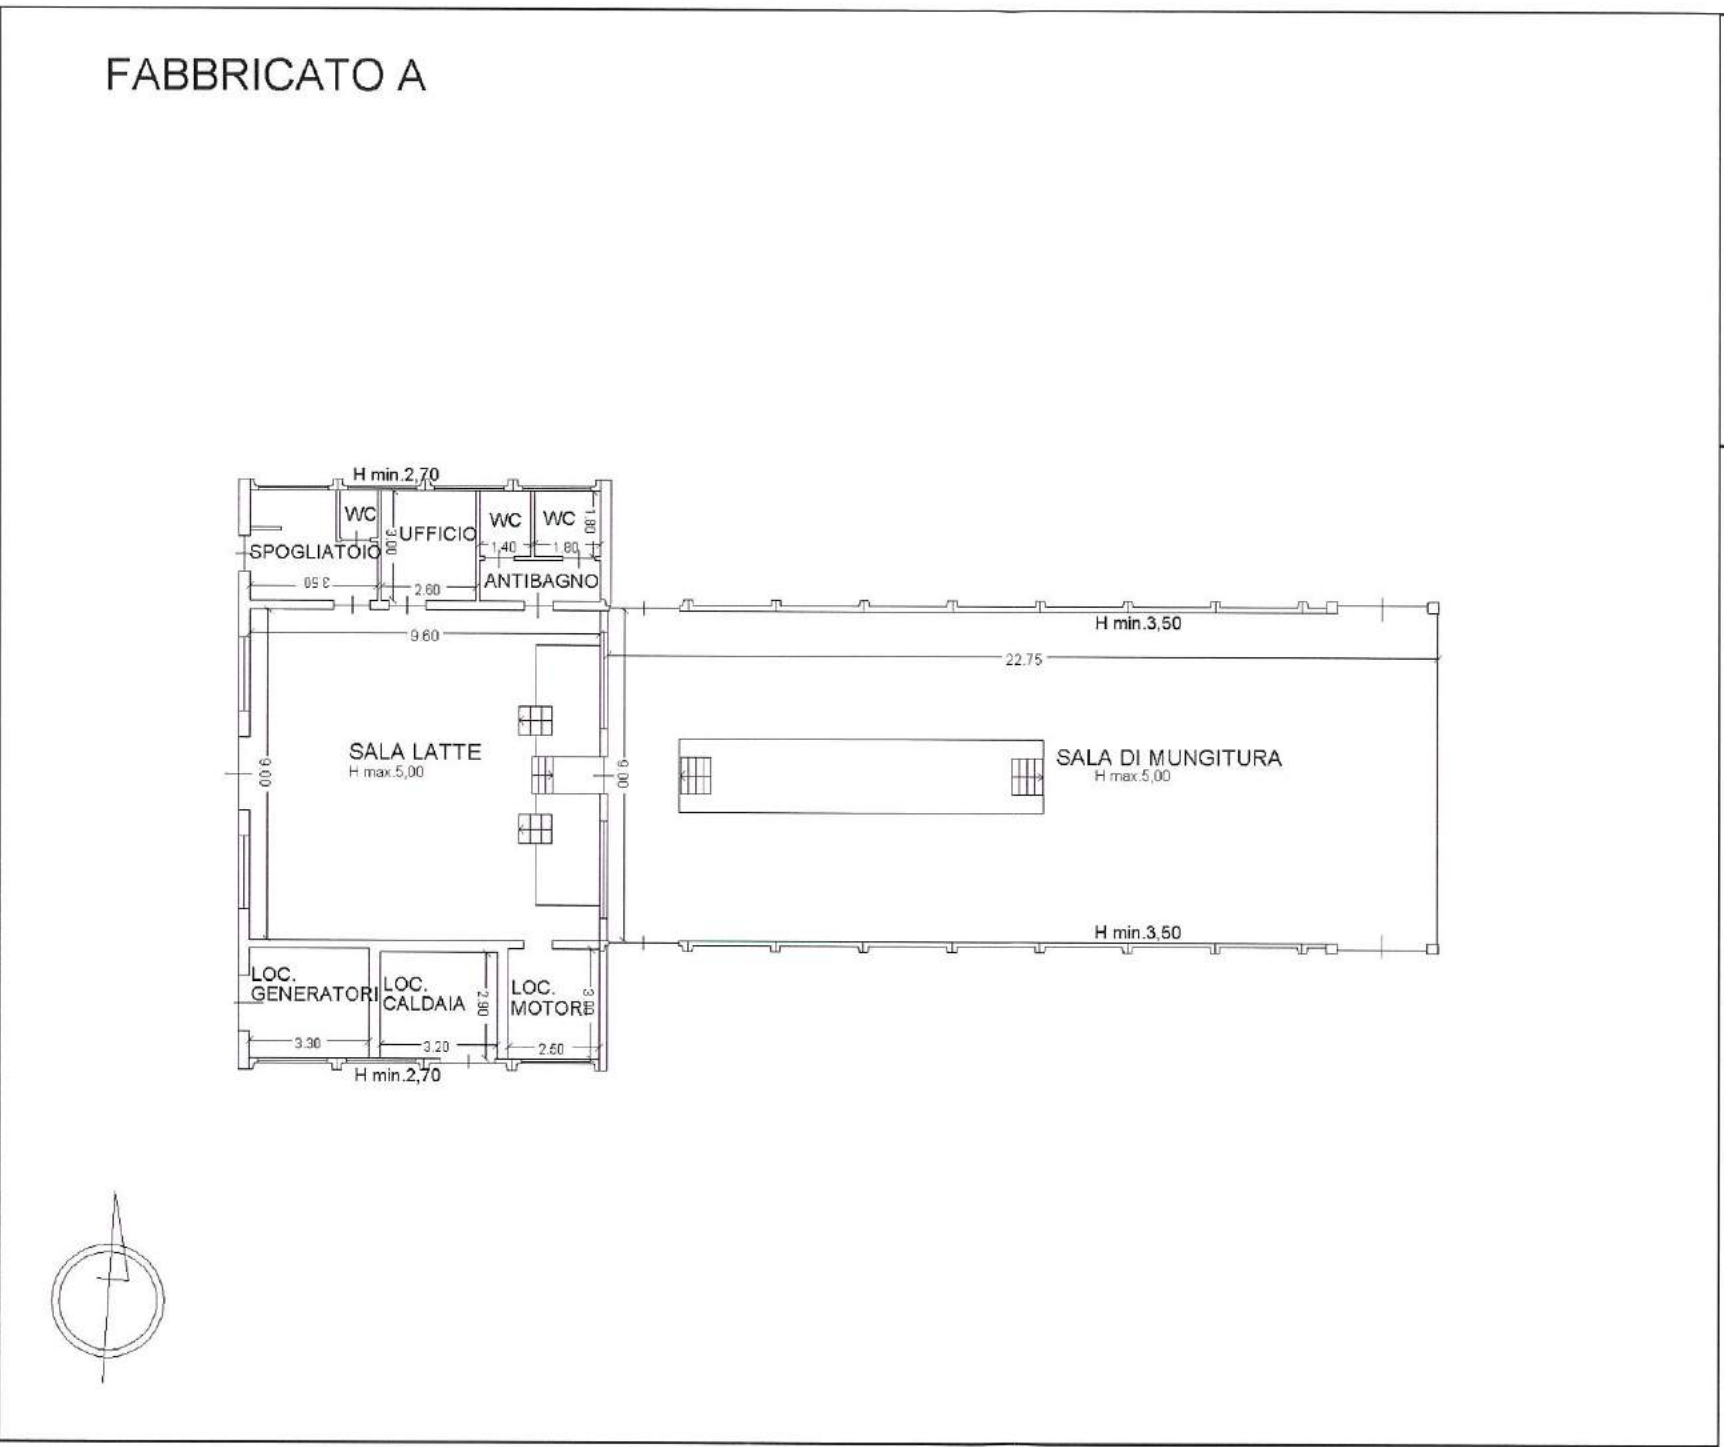 FABBRICATO A
H min.2,70
WC
WC
WC
UFFICIO
3.00
1.80
1.40
1.80
SPOGLIATOIO
3.50
2.60
ANTIBAGNO
9.60
H min.3,50
22.75
SALA LATTE
H max.5,00
9.00
9.00
SALA DI MUNGITURA
H max.5,00
H min.3,50
LOC.
GENERATORI
LOC.
CALDAIA
2.90
LOC.
MOTORI
3.30
3.20
2.50
H min.2,70